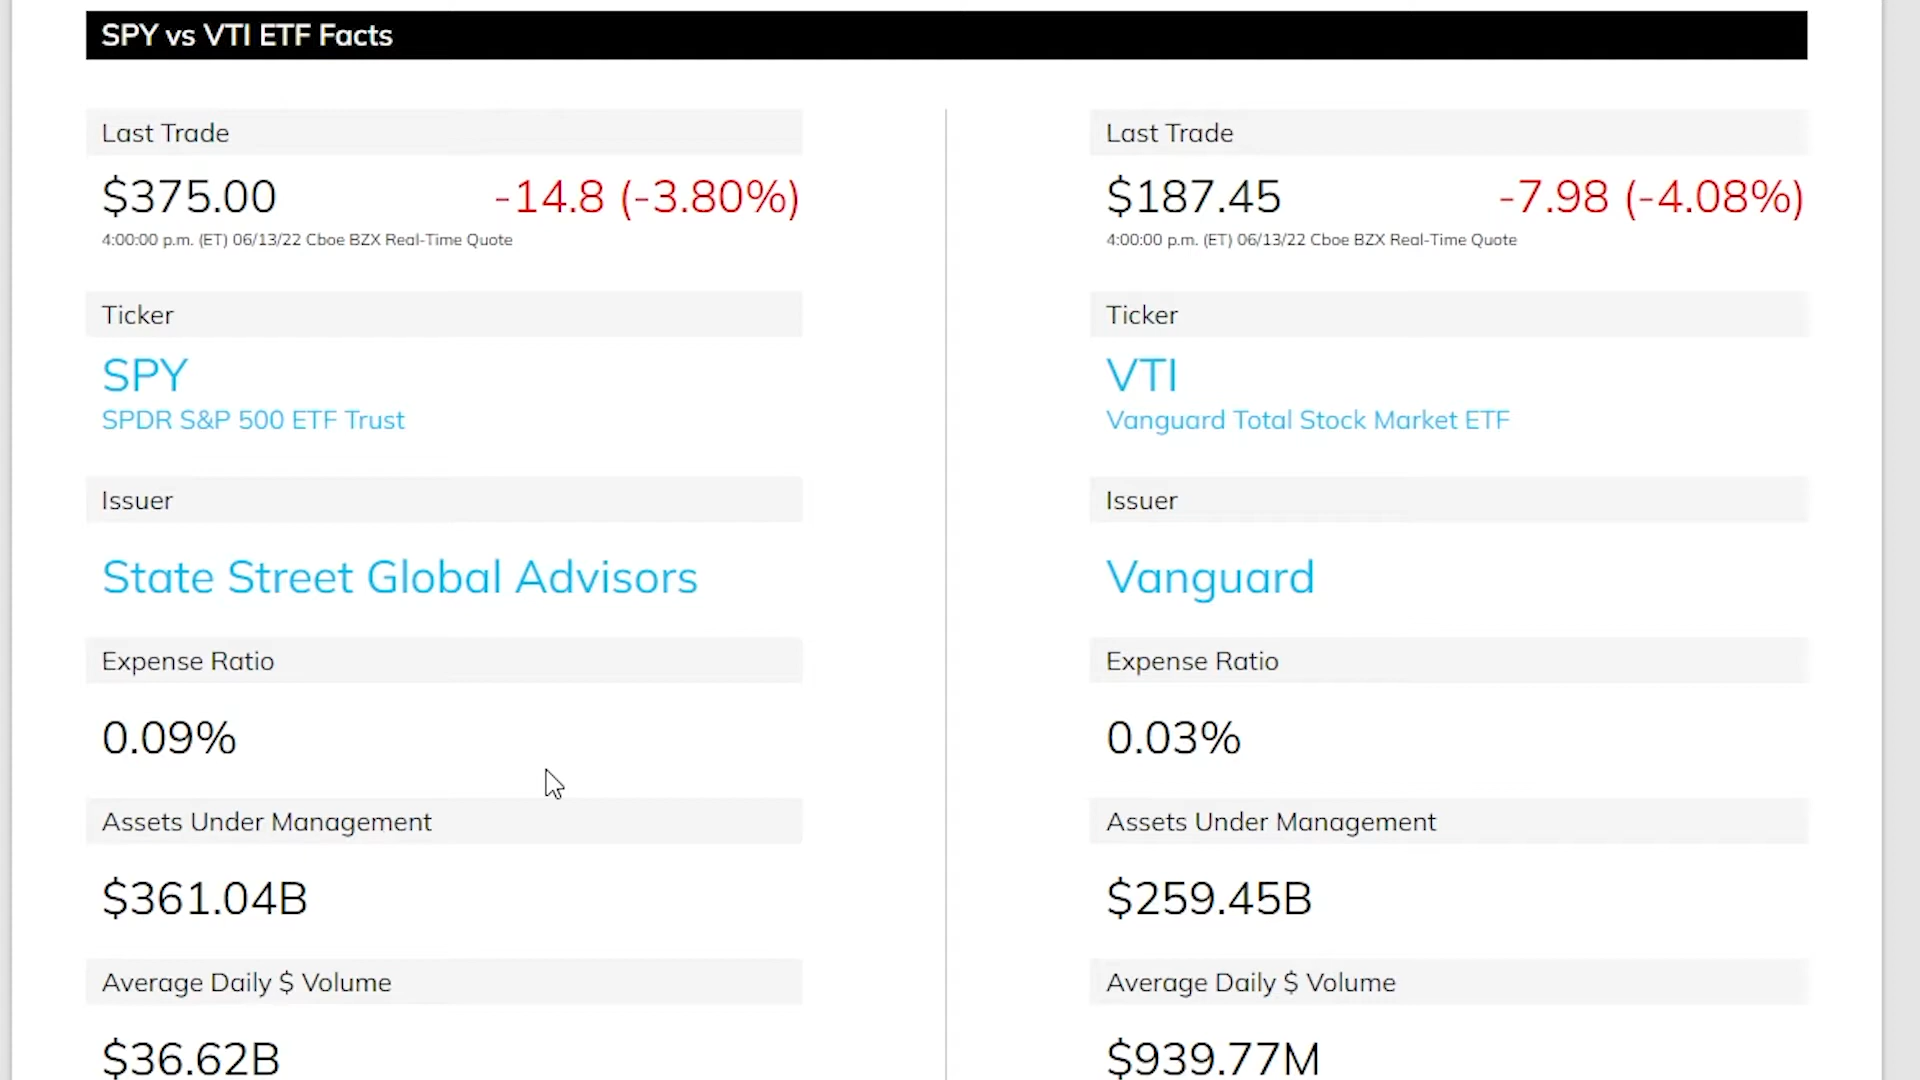 SPY vs VTI ETF Facts
Last Trade
$375.00 -14.8 (-3.80%)
4:00:00 p.m. (ET) 06/13/22 Cboe BZX Real-Time Quote
Ticker
SPY
SPDR S&P 500 ETF Trust
Issuer
State Street Global Advisors
Expense Ratio
0.09%
Assets Under Management
$361.04B
Average Daily $ Volume
$36.62B
Last Trade
$187.45 -7.98 (-4.08%)
4:00:00 p.m. (ET) 06/13/22 Cboe BZX Real-Time Quote
Ticker
VTI
Vanguard Total Stock Market ETF
Issuer
Vanguard
Expense Ratio
0.03%
Assets Under Management
$259.45B
Average Daily $ Volume
$939.77M